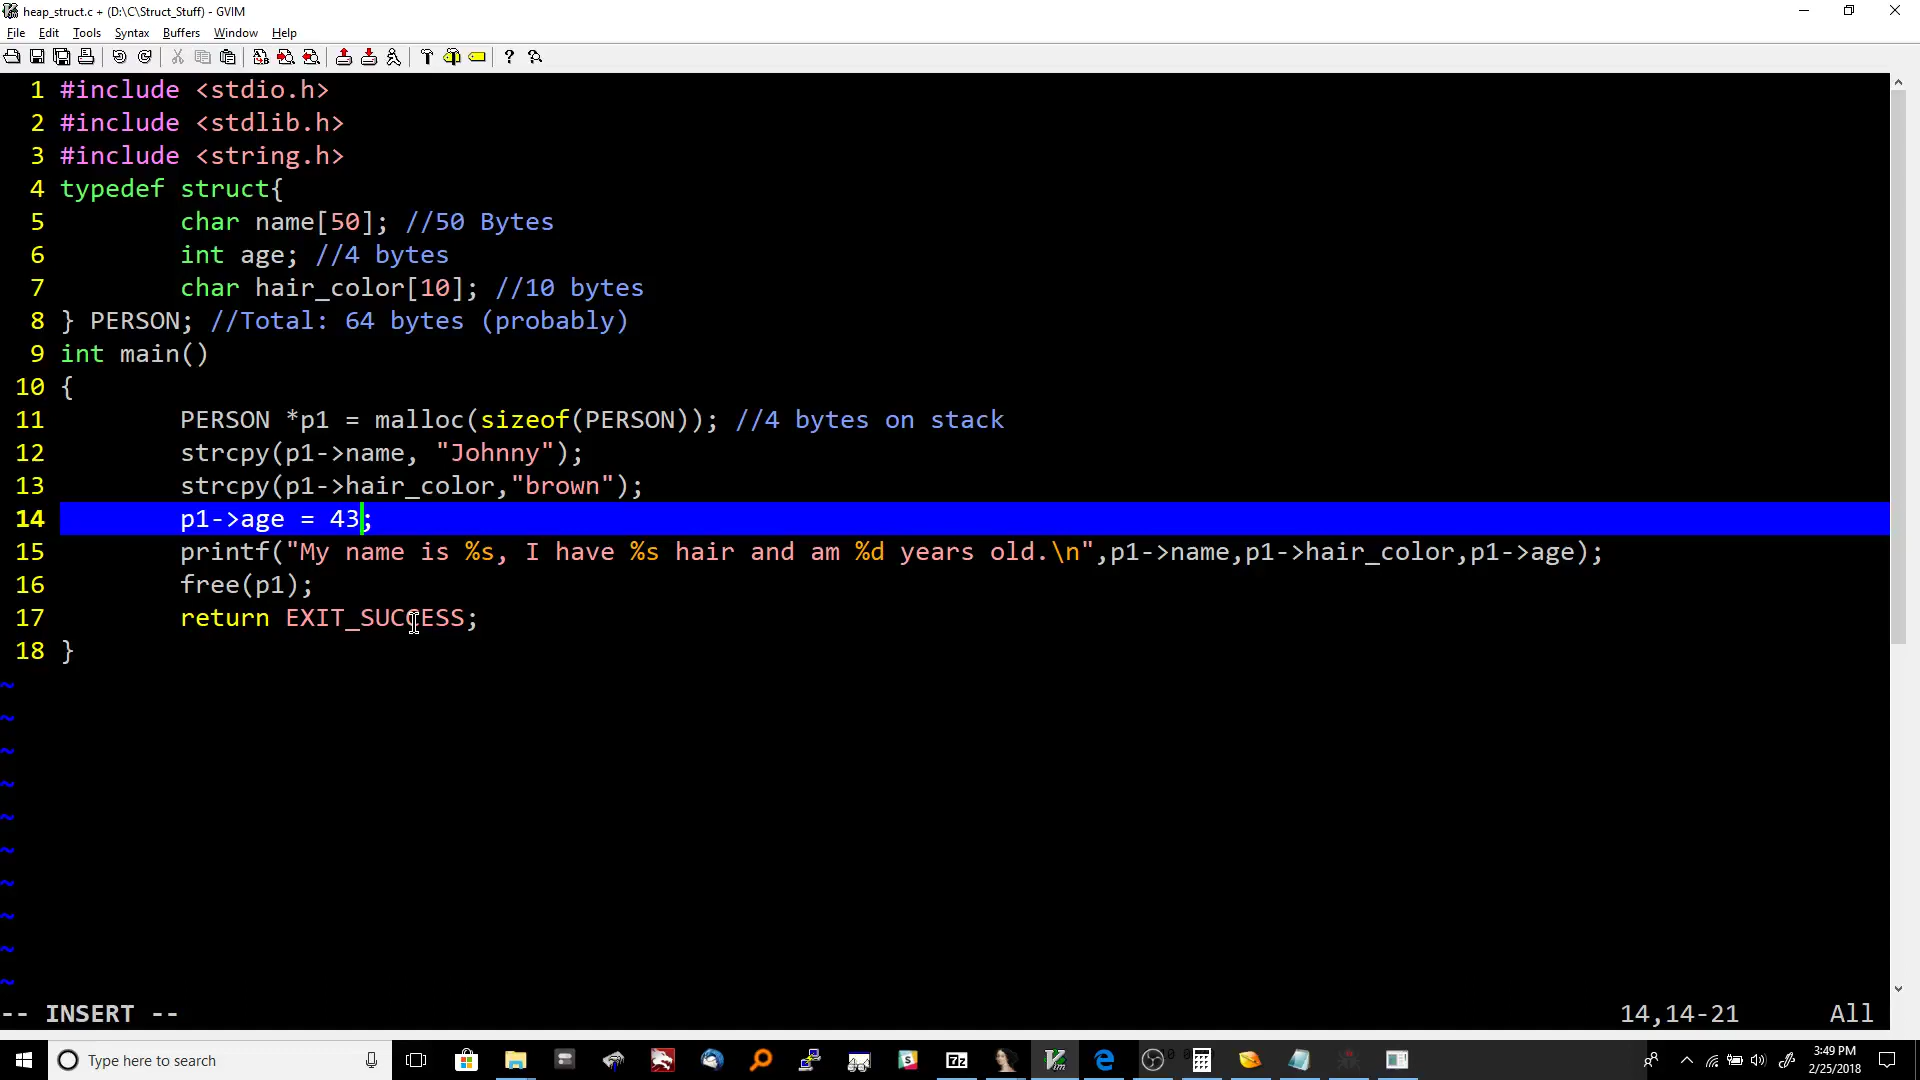 heap_struct.c + (D:\C\Struct_Stuff) - GVIM
File Edit Tools Syntax Buffers Window Help
1 #include <stdio.h>
2 #include <stdlib.h>
3 #include <string.h>
4 typedef struct{
5 char name[50]; //50 Bytes
6 int age; //4 bytes
7 char hair_color[10]; //10 bytes
8 } PERSON; //Total: 64 bytes (probably)
9 int main()
10 {
11 PERSON *p1 = malloc(sizeof(PERSON)); //4 bytes on stack
12 strcpy(p1->name, "Johnny");
13 strcpy(p1->hair_color,"brown");
14 p1->age = 43;
15 printf("My name is %s, I have %s hair and am %d years old.\n",p1->name,p1->hair_color,p1->age);
16 free(p1);
17 return EXIT_SUCCESS;
18 }
~
~
~
~
~
~
~
~
~
~
-- INSERT -- 14,14-21 All
Type here to search
7z
Vim
3:49 PM
2/25/2018